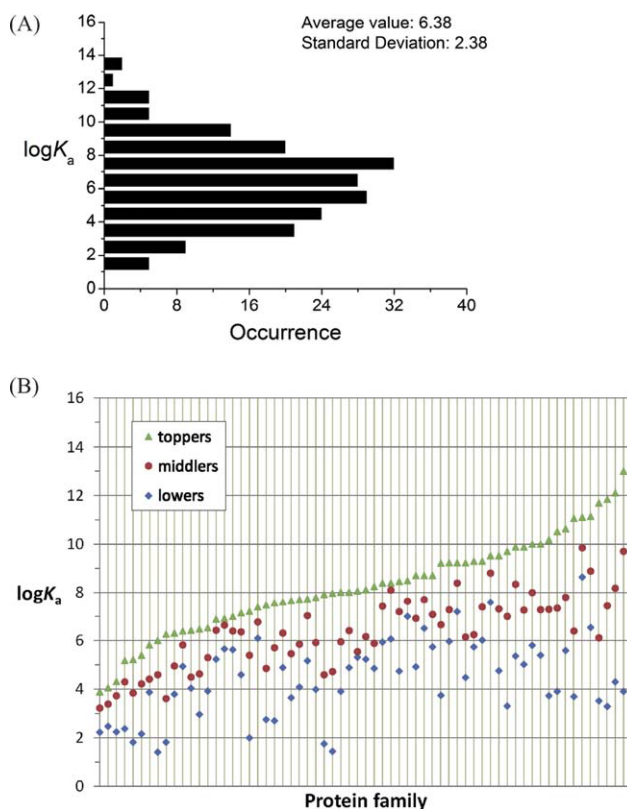 (A)
Average value: 6.38
Standard Deviation: 2.38
16
14
12
10
8
6
4
2
0
logKa
0 8 16 24 32 40
Occurrence
(B)
16
14
12
10
8
6
4
2
0
toppers
middlers
lowers
logKa
Protein family